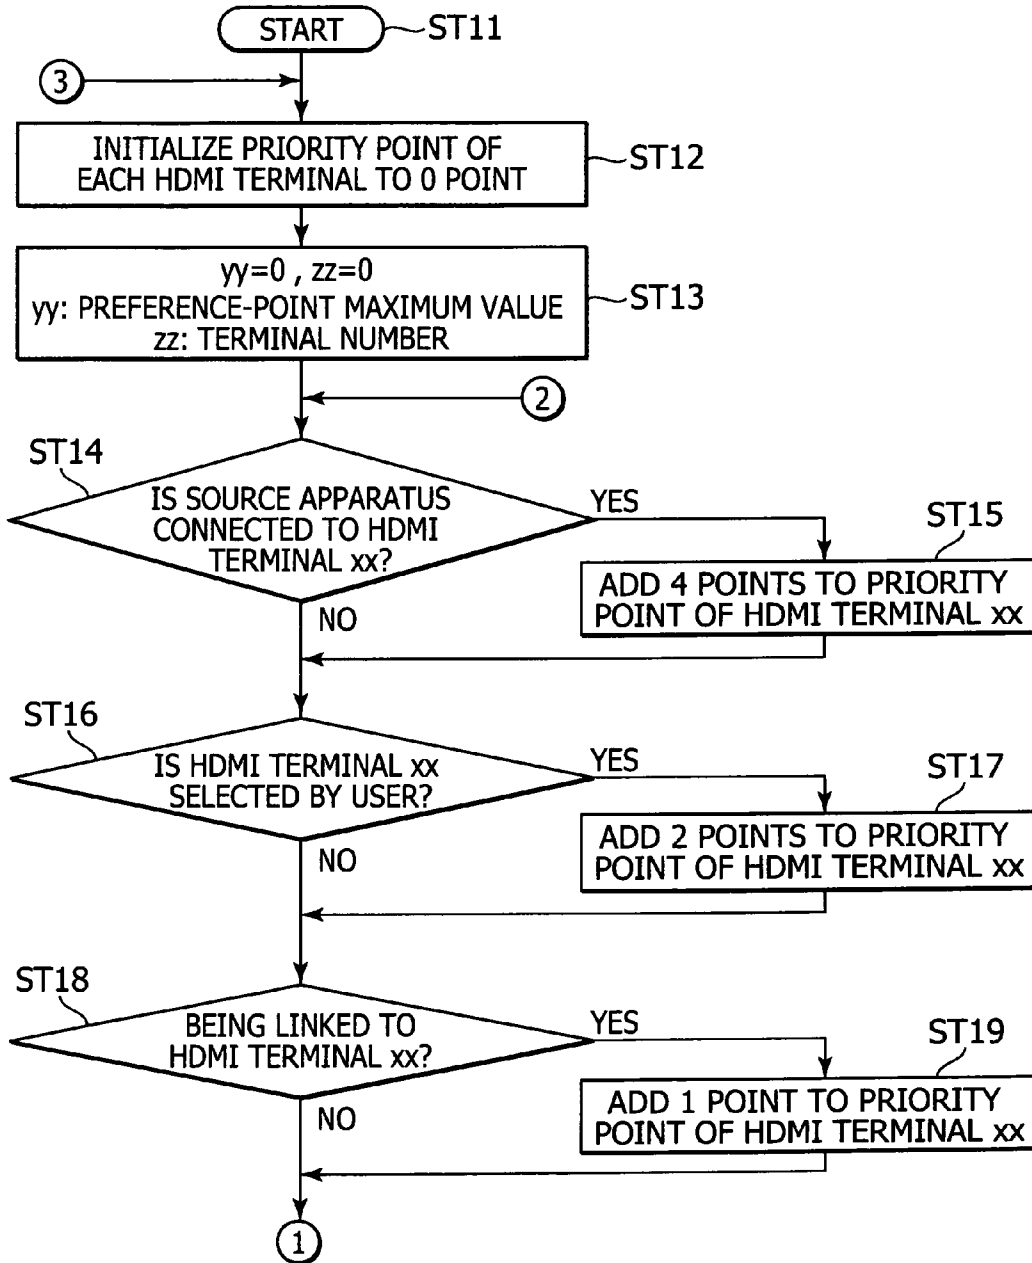 START
ST11
3
INITIALIZE PRIORITY POINT OF
EACH HDMI TERMINAL TO 0 POINT
ST12
yy=0 , zz=0
yy: PREFERENCE-POINT MAXIMUM VALUE
zz: TERMINAL NUMBER
ST13
2
ST14
IS SOURCE APPARATUS
CONNECTED TO HDMI
TERMINAL xx?
YES
NO
ST15
ADD 4 POINTS TO PRIORITY
POINT OF HDMI TERMINAL xx
ST16
IS HDMI TERMINAL xx
SELECTED BY USER?
YES
NO
ST17
ADD 2 POINTS TO PRIORITY
POINT OF HDMI TERMINAL xx
ST18
BEING LINKED TO
HDMI TERMINAL xx?
YES
NO
ST19
ADD 1 POINT TO PRIORITY
POINT OF HDMI TERMINAL xx
1